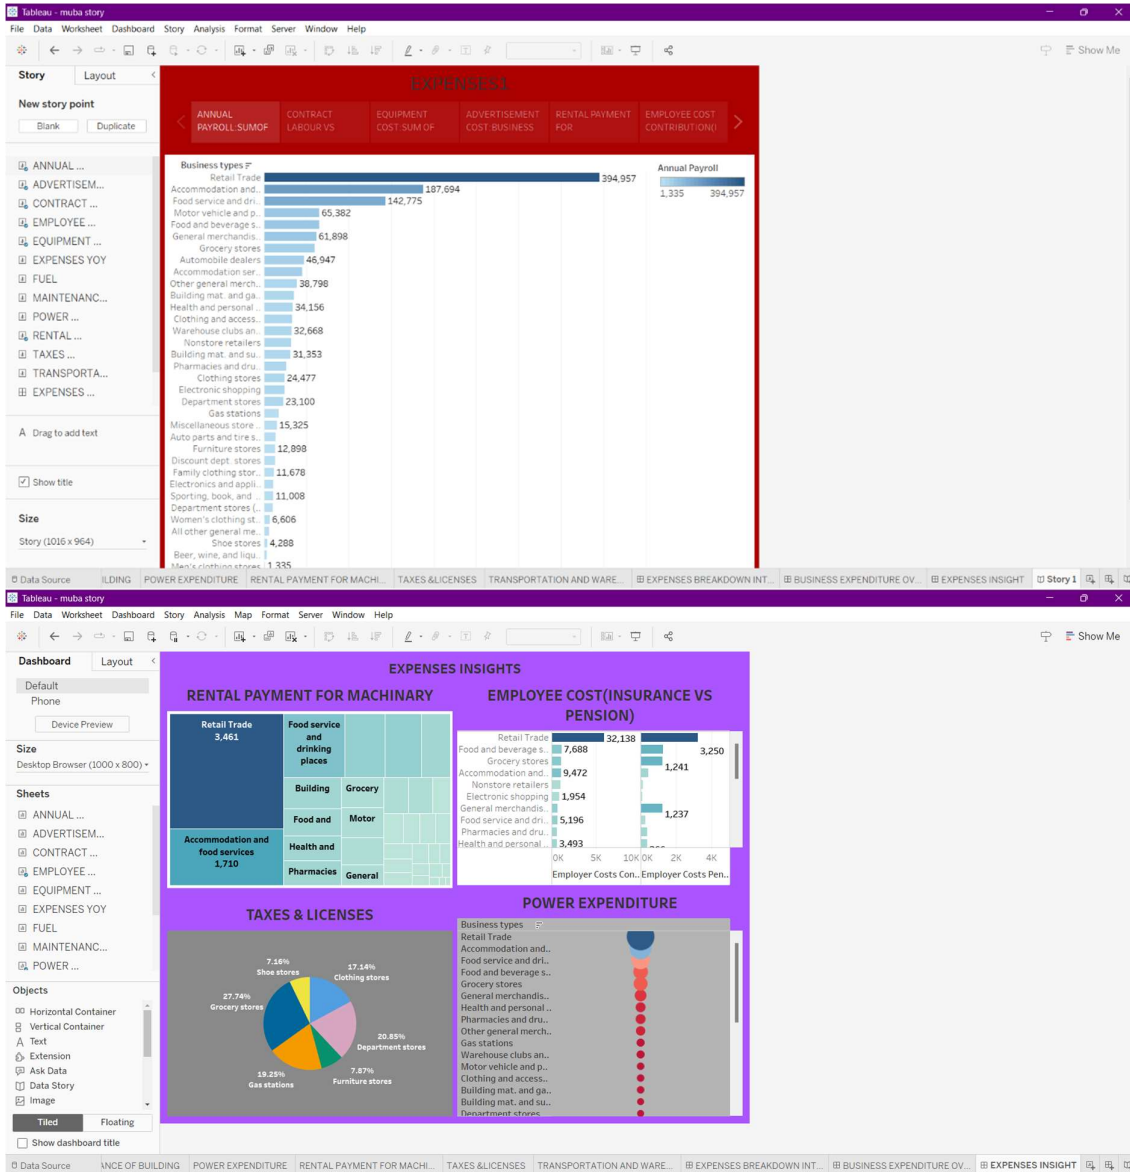 Tableau - muba story
File Data Worksheet Dashboard Story Analysis Format Server Window Help
Show Me
Story Layout
New story point
Blank Duplicate
ANNUAL ...
ADVERTISEM...
CONTRACT ...
EMPLOYEE ...
EQUIPMENT ...
EXPENSES YOY
FUEL
MAINTENANC...
POWER ...
RENTAL ...
TAXES ...
TRANSPORTA...
EXPENSES ...
A Drag to add text
Show title
Size
Story (1016 x 964)
EXPENSES1
ANNUAL PAYROLL:SUMOF
CONTRACT LABOUR VS
EQUIPMENT COST:SUM OF
ADVERTISEMENT COST:BUSINESS
RENTAL PAYMENT FOR
EMPLOYEE COST CONTRIBUTION(I
Business types
Retail Trade 394,957
Accommodation and.. 187,694
Food service and dri.. 142,775
Motor vehicle and p.. 65,382
Food and beverage s..
General merchandis.. 61,898
Grocery stores
Automobile dealers 46,947
Accommodation ser..
Other general merch.. 38,798
Building mat. and ga..
Health and personal .. 34,156
Clothing and access..
Warehouse clubs an.. 32,668
Nonstore retailers
Building mat. and su.. 31,353
Pharmacies and dru..
Clothing stores 24,477
Electronic shopping
Department stores 23,100
Gas stations
Miscellaneous store .. 15,325
Auto parts and tire s..
Furniture stores 12,898
Discount dept. stores
Family clothing stor.. 11,678
Electronics and appli..
Sporting, book, and .. 11,008
Department stores (..
Women's clothing st.. 6,606
All other general me..
Shoe stores 4,288
Beer, wine, and liqu..
Men's clothing stores 1,335
Annual Payroll
1,335 394,957
Data Source ILDING POWER EXPENDITURE RENTAL PAYMENT FOR MACHI... TAXES &LICENSES TRANSPORTATION AND WARE... EXPENSES BREAKDOWN INT... BUSINESS EXPENDITURE OV... EXPENSES INSIGHT Story 1
Tableau - muba story
File Data Worksheet Dashboard Story Analysis Map Format Server Window Help
Show Me
Dashboard Layout
Default
Phone
Device Preview
Size
Desktop Browser (1000 x 800)
Sheets
ANNUAL ...
ADVERTISEM...
CONTRACT ...
EMPLOYEE ...
EQUIPMENT ...
EXPENSES YOY
FUEL
MAINTENANC...
POWER ...
Objects
Horizontal Container
Vertical Container
A Text
Extension
Ask Data
Data Story
Image
Tiled Floating
Show dashboard title
EXPENSES INSIGHTS
RENTAL PAYMENT FOR MACHINARY
Retail Trade
3,461
Food service and drinking places
Building
Grocery
Food and
Motor
Accommodation and food services
1,710
Health and
Pharmacies
General
EMPLOYEE COST(INSURANCE VS PENSION)
Retail Trade 32,138
Food and beverage s.. 7,688 3,250
Grocery stores 1,241
Accommodation and.. 9,472
Nonstore retailers
Electronic shopping 1,954
General merchandis.. 1,237
Food service and dri.. 5,196
Pharmacies and dru..
Health and personal .. 3,493
0K 5K 10K 0K 2K 4K
Employer Costs Con.. Employer Costs Pen..
TAXES & LICENSES
7.16%
Shoe stores
17.14%
Clothing stores
27.74%
Grocery stores
20.85%
Department stores
19.25%
Gas stations
7.87%
Furniture stores
POWER EXPENDITURE
Business types
Retail Trade
Accommodation and..
Food service and dri..
Food and beverage s..
Grocery stores
General merchandis..
Health and personal ..
Pharmacies and dru..
Other general merch..
Gas stations
Warehouse clubs an..
Motor vehicle and p..
Clothing and access..
Building mat. and ga..
Building mat. and su..
Department stores
Data Source ANCE OF BUILDING POWER EXPENDITURE RENTAL PAYMENT FOR MACHI... TAXES &LICENSES TRANSPORTATION AND WARE... EXPENSES BREAKDOWN INT... BUSINESS EXPENDITURE OV... EXPENSES INSIGHT